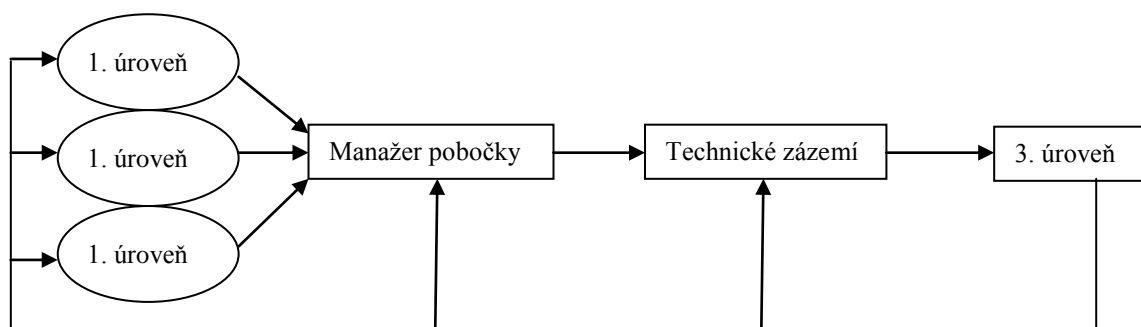 1. úroveň
1. úroveň
1. úroveň
Manažer pobočky
Technické zázemí
3. úroveň